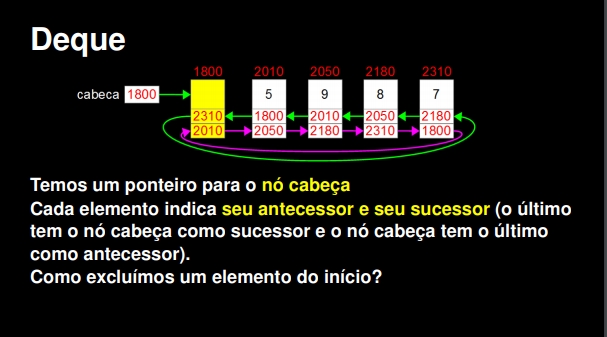 Deque
1800 2010 2050 2180 2310
cabeca 1800 5 9 8 7
2310 1800 2010 2050 2180
2010 2050 2180 2310 1800
Temos um ponteiro para o nó cabeça
Cada elemento indica seu antecessor e seu sucessor (o último
tem o nó cabeça como sucessor e o nó cabeça tem o último
como antecessor).
Como excluímos um elemento do início?